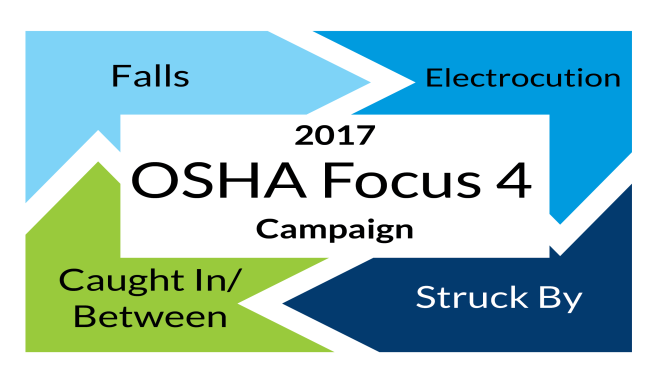 Falls
Electrocution
2017
OSHA Focus 4
Campaign
Caught In/
Between
Struck By